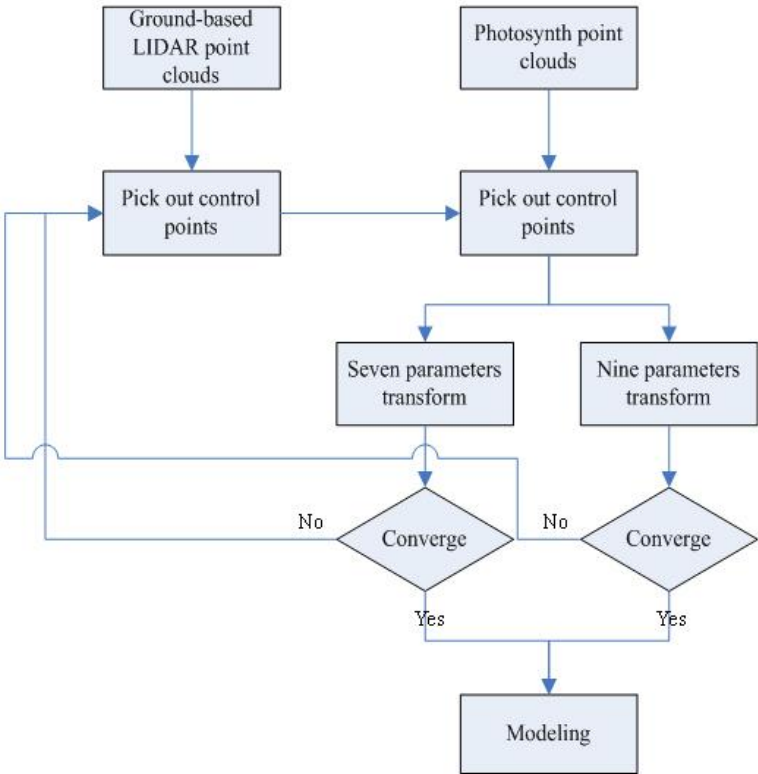 Ground-based
LIDAR point
clouds
Photosynth point
clouds
Pick out control
points
Pick out control
points
Seven parameters
transform
Nine parameters
transform
No
Converge
No
Converge
Yes
Yes
Modeling